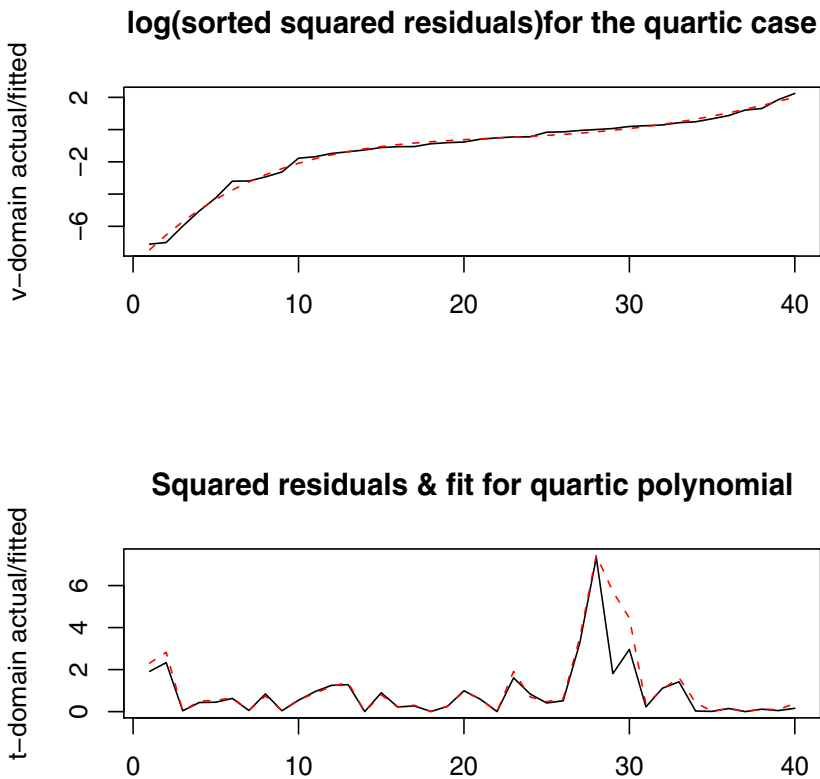 log(sorted squared residuals)for the quartic case
v−domain actual/fitted
2
−2
−6
0 10 20 30 40
Squared residuals & fit for quartic polynomial
t−domain actual/fitted
6
4
2
0
0 10 20 30 40